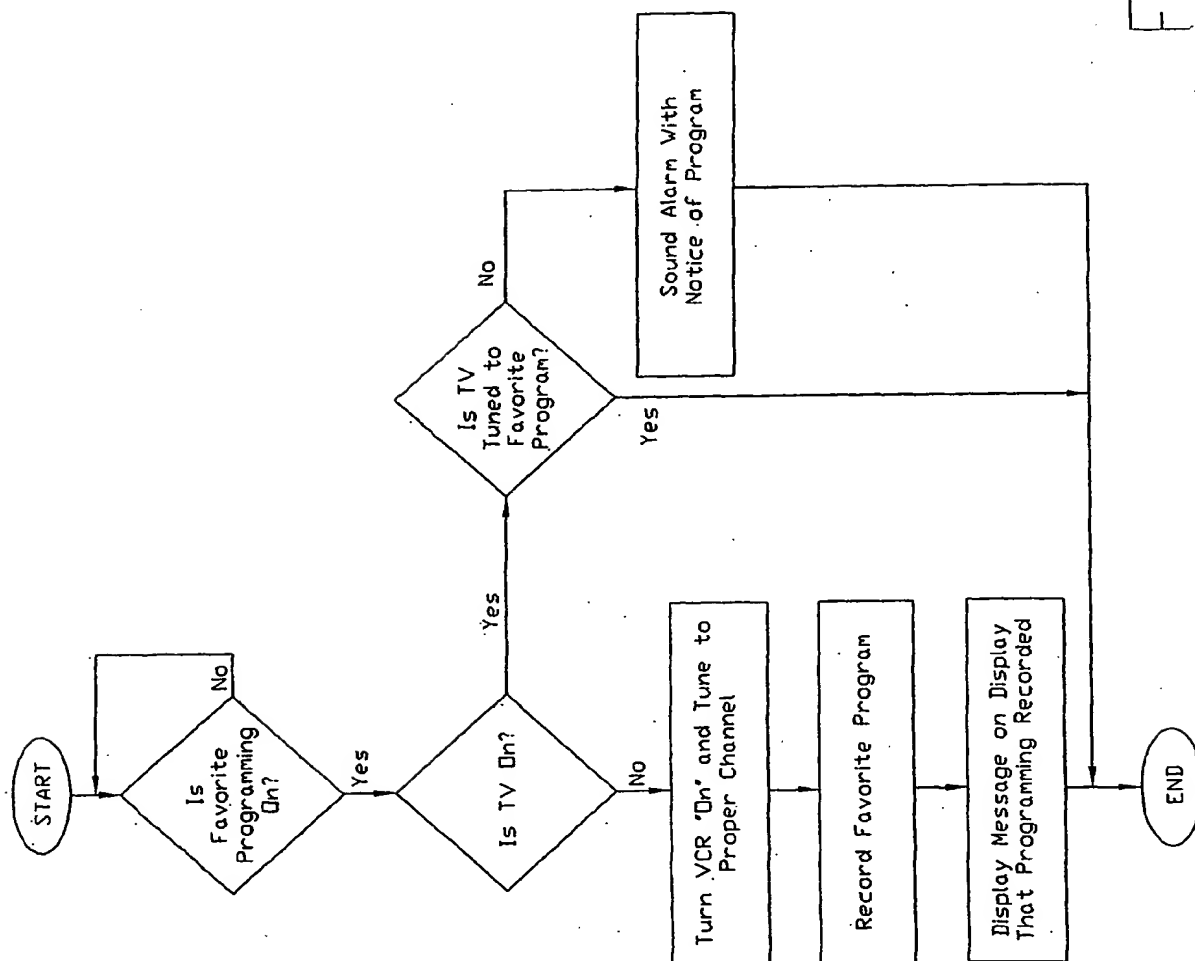 START
Is
Favorite
Programming
On?
No
Yes
Is TV On?
Yes
No
Is TV
Tuned to
Favorite
Program?
No
Yes
Sound Alarm With
Notice of Program
Turn VCR "On" and Tune to
Proper Channel
Record Favorite Program
Display Message on Display
That Programming Recorded
END